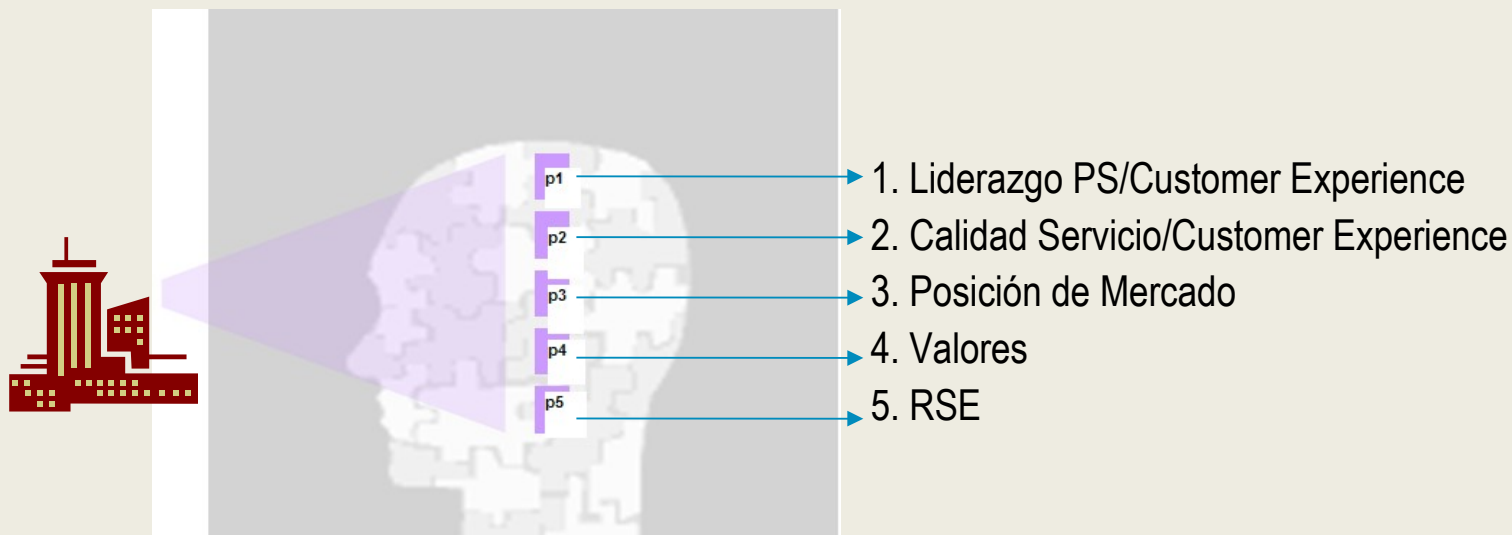 p1
1. Liderazgo PS/Customer Experience
p2
2. Calidad Servicio/Customer Experience
p3
3. Posición de Mercado
p4
4. Valores
p5
5. RSE